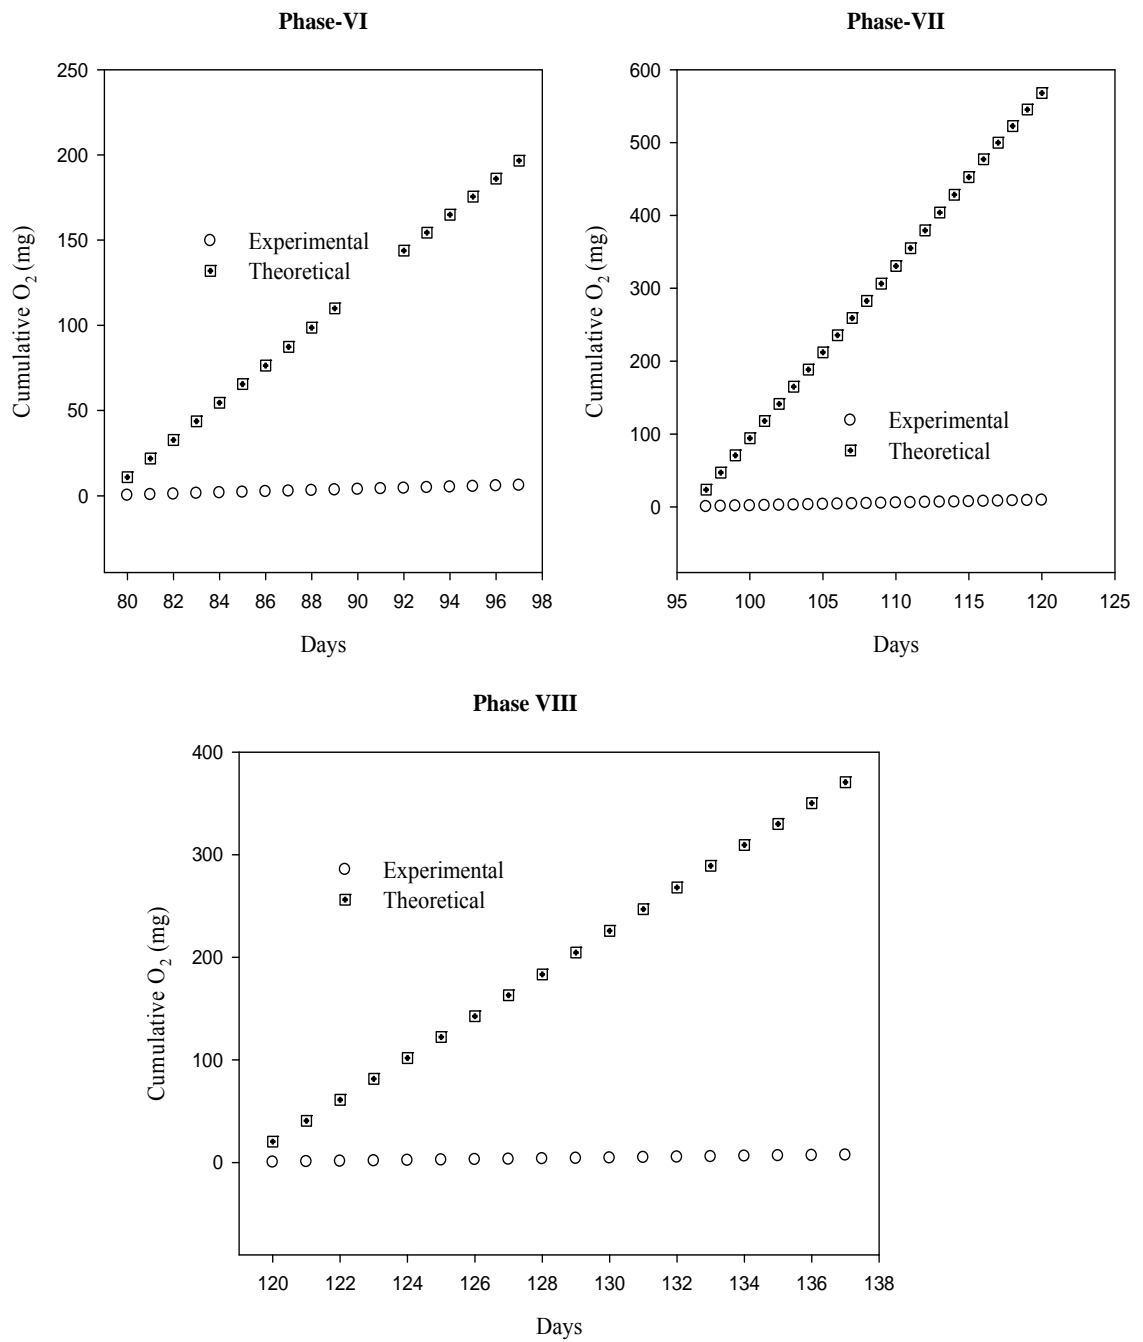 Phase-VI
250
200
150
100
50
0
Cumulative O2 (mg)
Experimental
Theoretical
80 82 84 86 88 90 92 94 96 98
Days
Phase-VII
600
500
400
300
200
100
0
Cumulative O2 (mg)
Experimental
Theoretical
95 100 105 110 115 120 125
Days
Phase VIII
400
300
200
100
0
Cumulative O2 (mg)
Experimental
Theoretical
120 122 124 126 128 130 132 134 136 138
Days